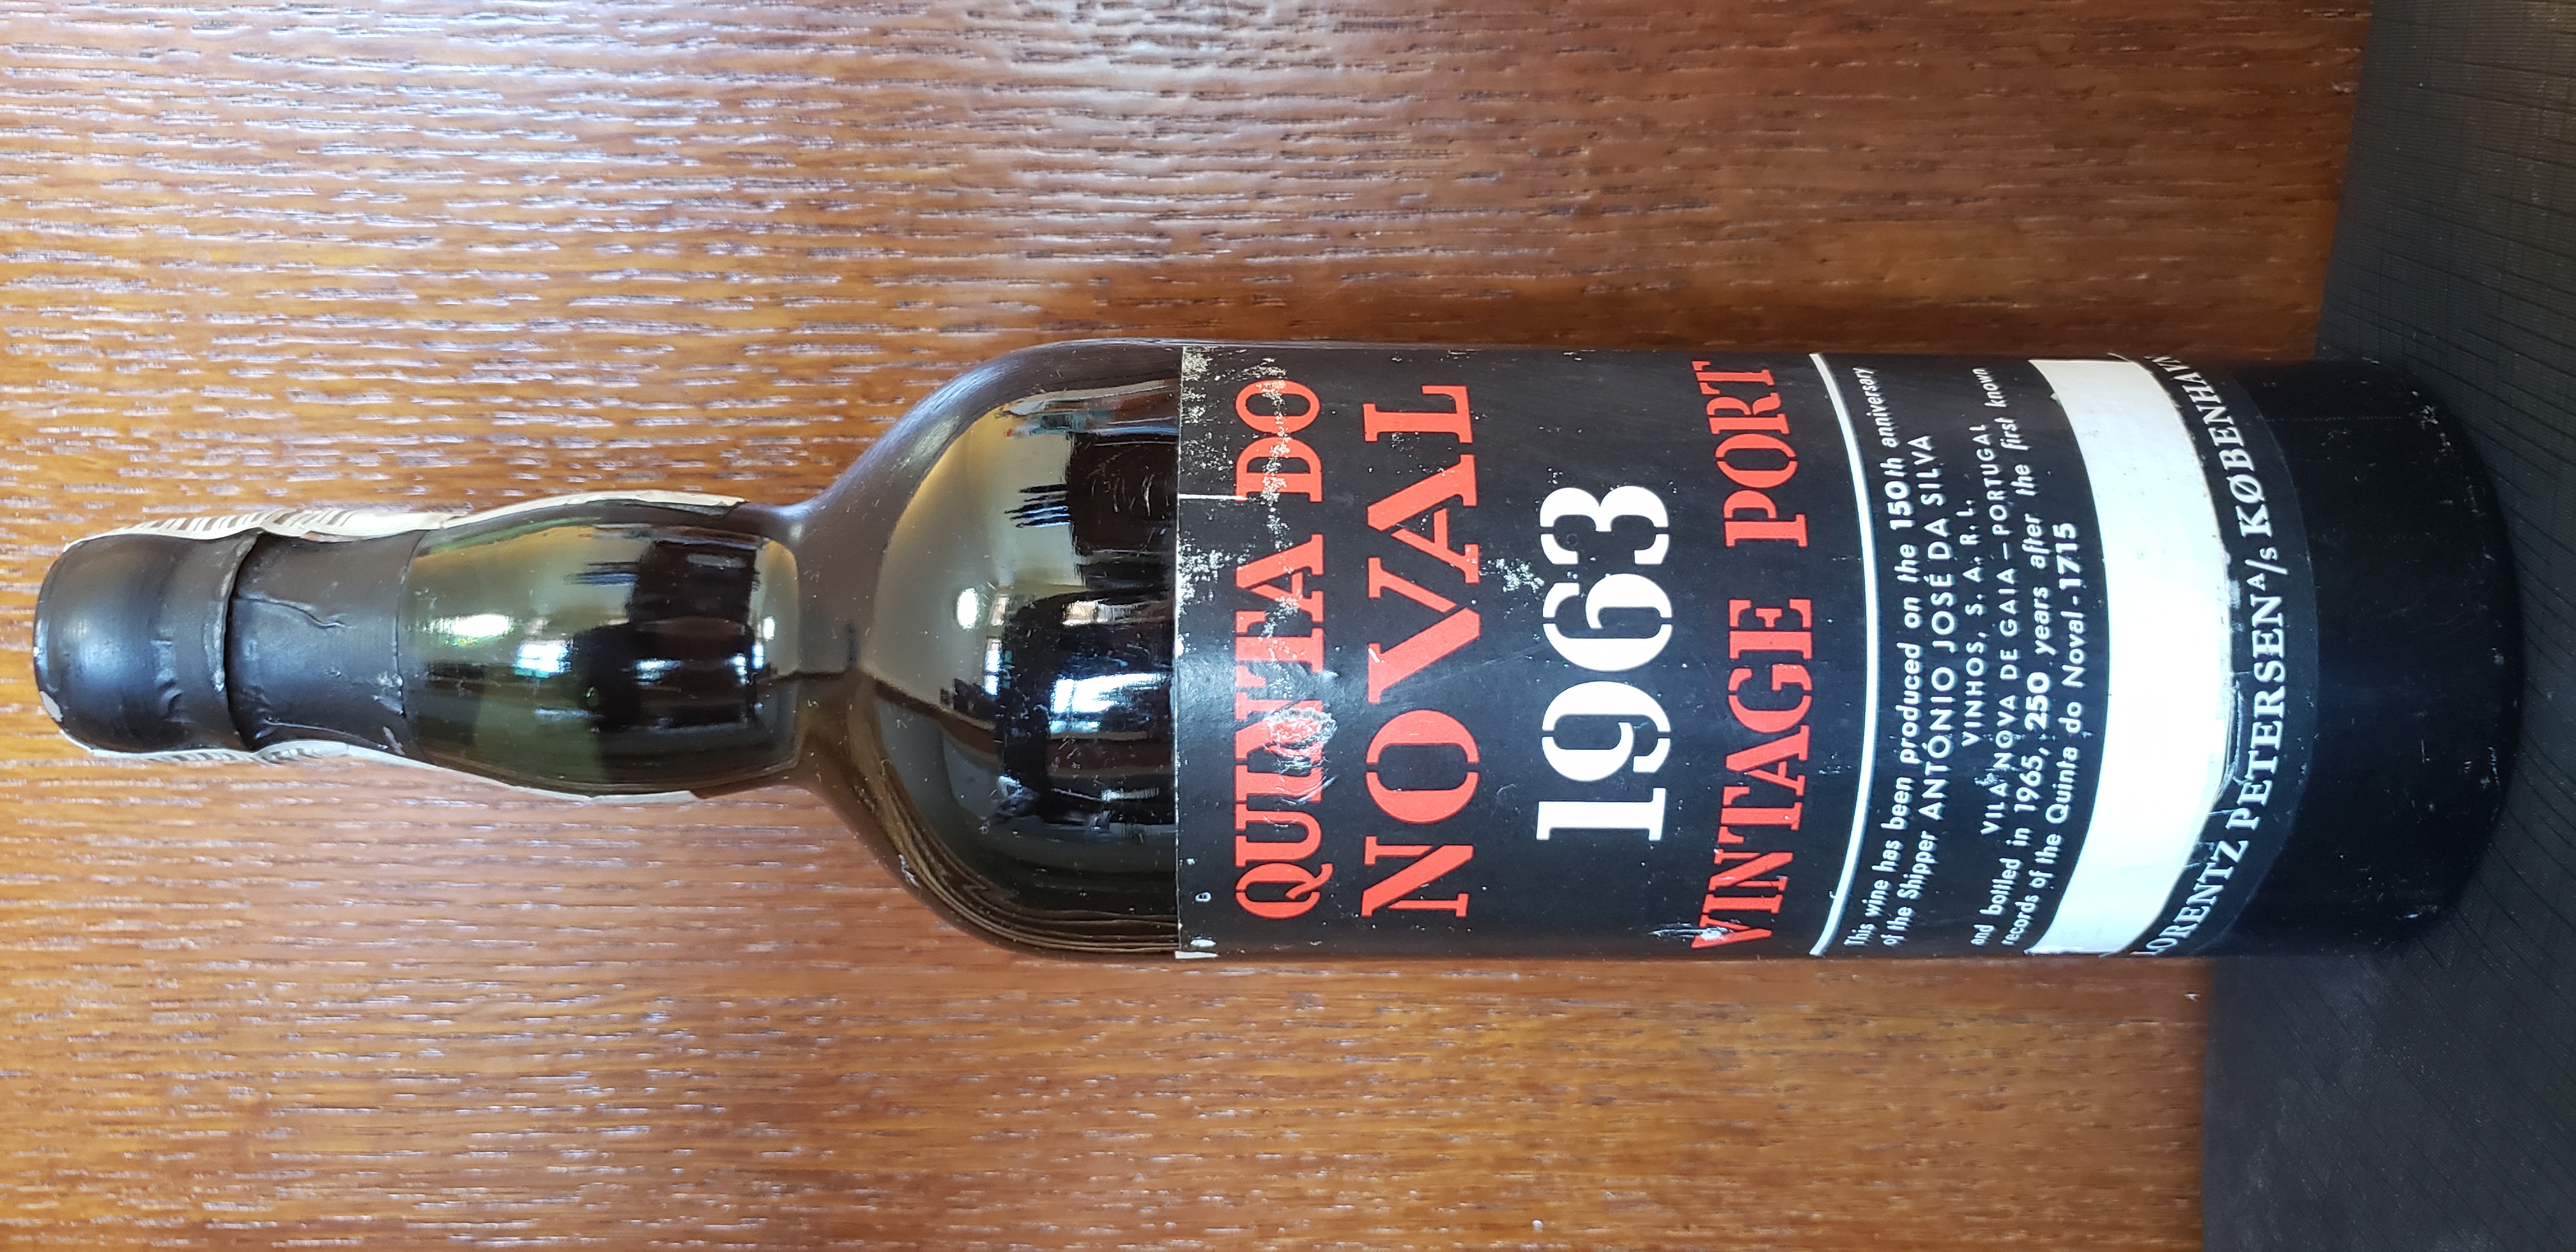 QUINTA DO
NOVAL
1963
VINTAGE PORT
This wine has been produced on the 150th anniversary
of the Shipper ANTÓNIO JOSÉ DA SILVA
VINHOS, S. A. R. L.
VILA NOVA DE GAIA – PORTUGAL
and bottled in 1965, 250 years after the first known
records of the Quinta do Noval - 1715
LORENTZ PETERSEN A/S KØBENHAVN